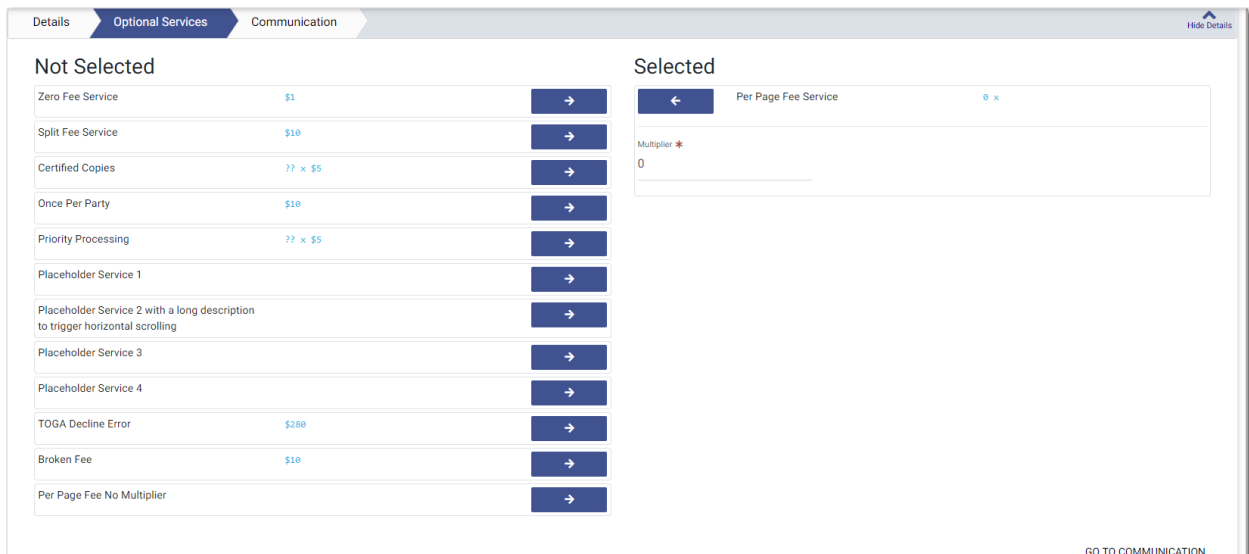 Details
Optional Services
Communication
Hide Details
Not Selected
Zero Fee Service $1
Split Fee Service $10
Certified Copies ?? x $5
Once Per Party $10
Priority Processing ?? x $5
Placeholder Service 1
Placeholder Service 2 with a long description
to trigger horizontal scrolling
Placeholder Service 3
Placeholder Service 4
TOGA Decline Error $280
Broken Fee $10
Per Page Fee No Multiplier
Selected
Per Page Fee Service 0 x
Multiplier *
0
GO TO COMMUNICATION